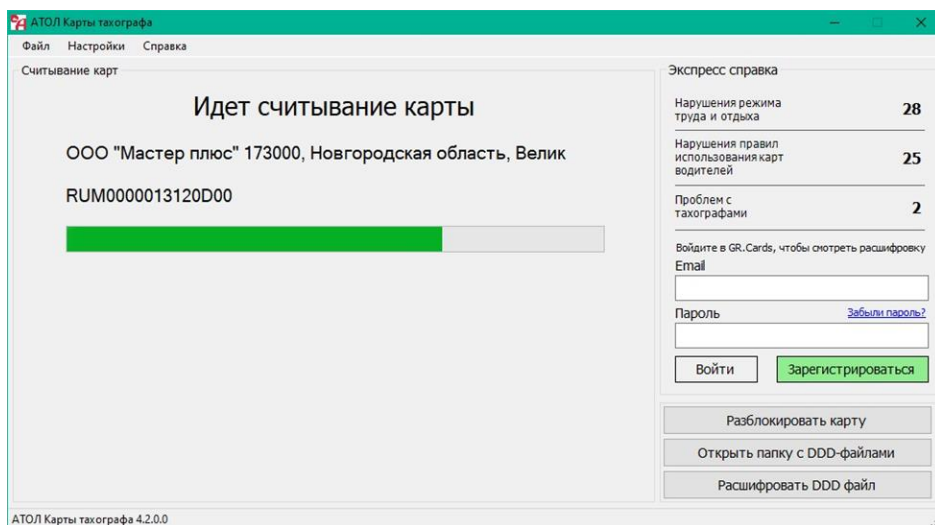 АТОЛ Карты тахографа
Файл Настройки Справка
Считывание карт
Идет считывание карты
ООО "Мастер плюс" 173000, Новгородская область, Велик
RUM0000013120D00
Экспресс справка
Нарушения режима
труда и отдыха
28
Нарушения правил
использования карт
водителей
25
Проблем с
тахографами
2
Войдите в GR.Cards, чтобы смотреть расшифровку
Email
Пароль Забыли пароль?
Войти Зарегистрироваться
Разблокировать карту
Открыть папку с DDD-файлами
Расшифровать DDD файл
АТОЛ Карты тахографа 4.2.0.0